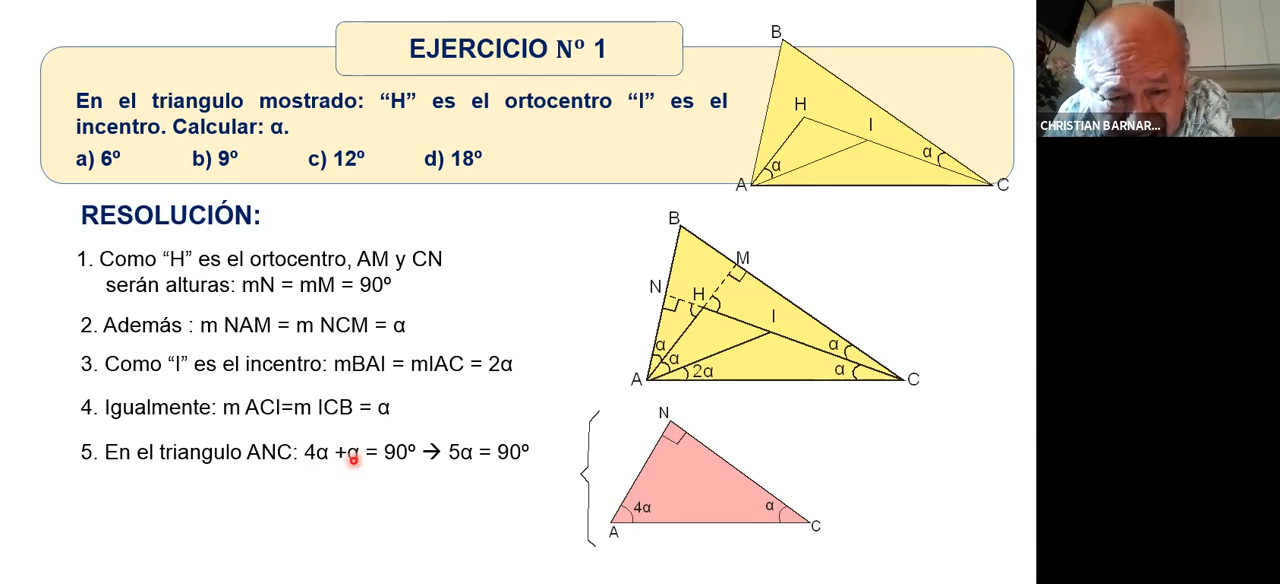 EJERCICIO Nº 1
En el triangulo mostrado: “H” es el ortocentro “I” es el
incentro. Calcular: α.
a) 6º b) 9º c) 12º d) 18º
B
H
I
α
α
A
C
CHRISTIAN BARNAR...
RESOLUCIÓN:
1. Como “H” es el ortocentro, AM y CN
serán alturas: mN = mM = 90º
2. Además : m NAM = m NCM = α
3. Como “I” es el incentro: mBAI = mIAC = 2α
4. Igualmente: m ACI=m ICB = α
5. En el triangulo ANC: 4α +α = 90º → 5α = 90º
B
M
N
H
I
α
α
α
2α
α
A
C
N
4α
α
A
C